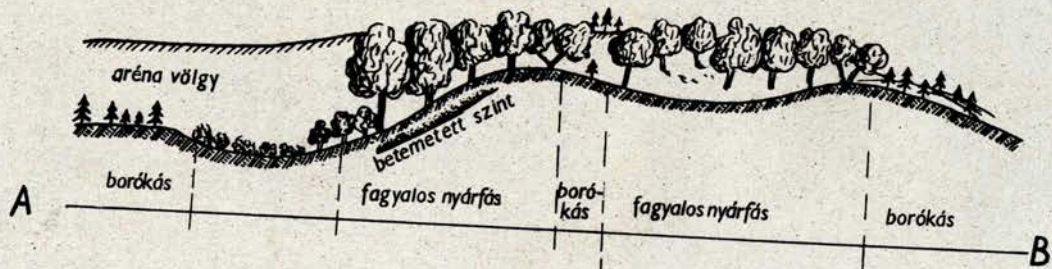 aréna völgy
betemetett szint
borókás
fagyalos nyárfás
boró-
kás
fagyalos nyárfás
borókás
A
B